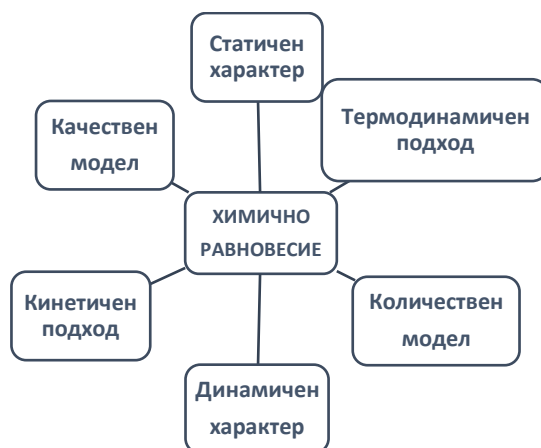 Статичен
характер
Термодинамичен
подход
Качествен
модел
ХИМИЧНО
РАВНОВЕСИЕ
Кинетичен
подход
Количествен
модел
Динамичен
характер